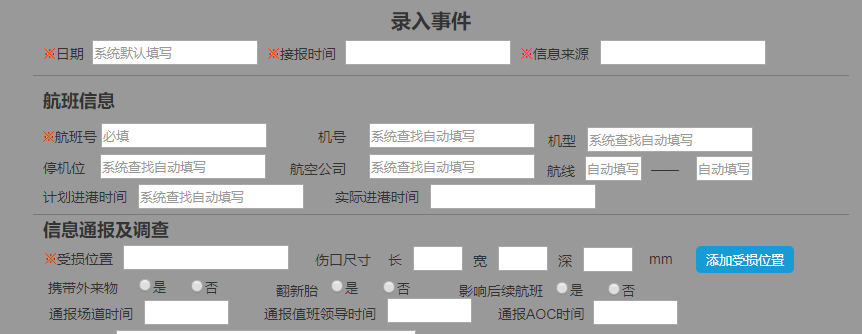 录入事件
※日期 系统默认填写 ※接报时间 ※信息来源
航班信息
※航班号 必填 机号 系统查找自动填写 机型 系统查找自动填写
停机位 系统查找自动填写 航空公司 系统查找自动填写 航线 自动填写 —— 自动填写
计划进港时间 系统查找自动填写 实际进港时间
信息通报及调查
※受损位置 伤口尺寸 长 宽 深 mm 添加受损位置
携带外来物 是 否 翻新胎 是 否 影响后续航班 是 否
通报场道时间 通报值班领导时间 通报AOC时间